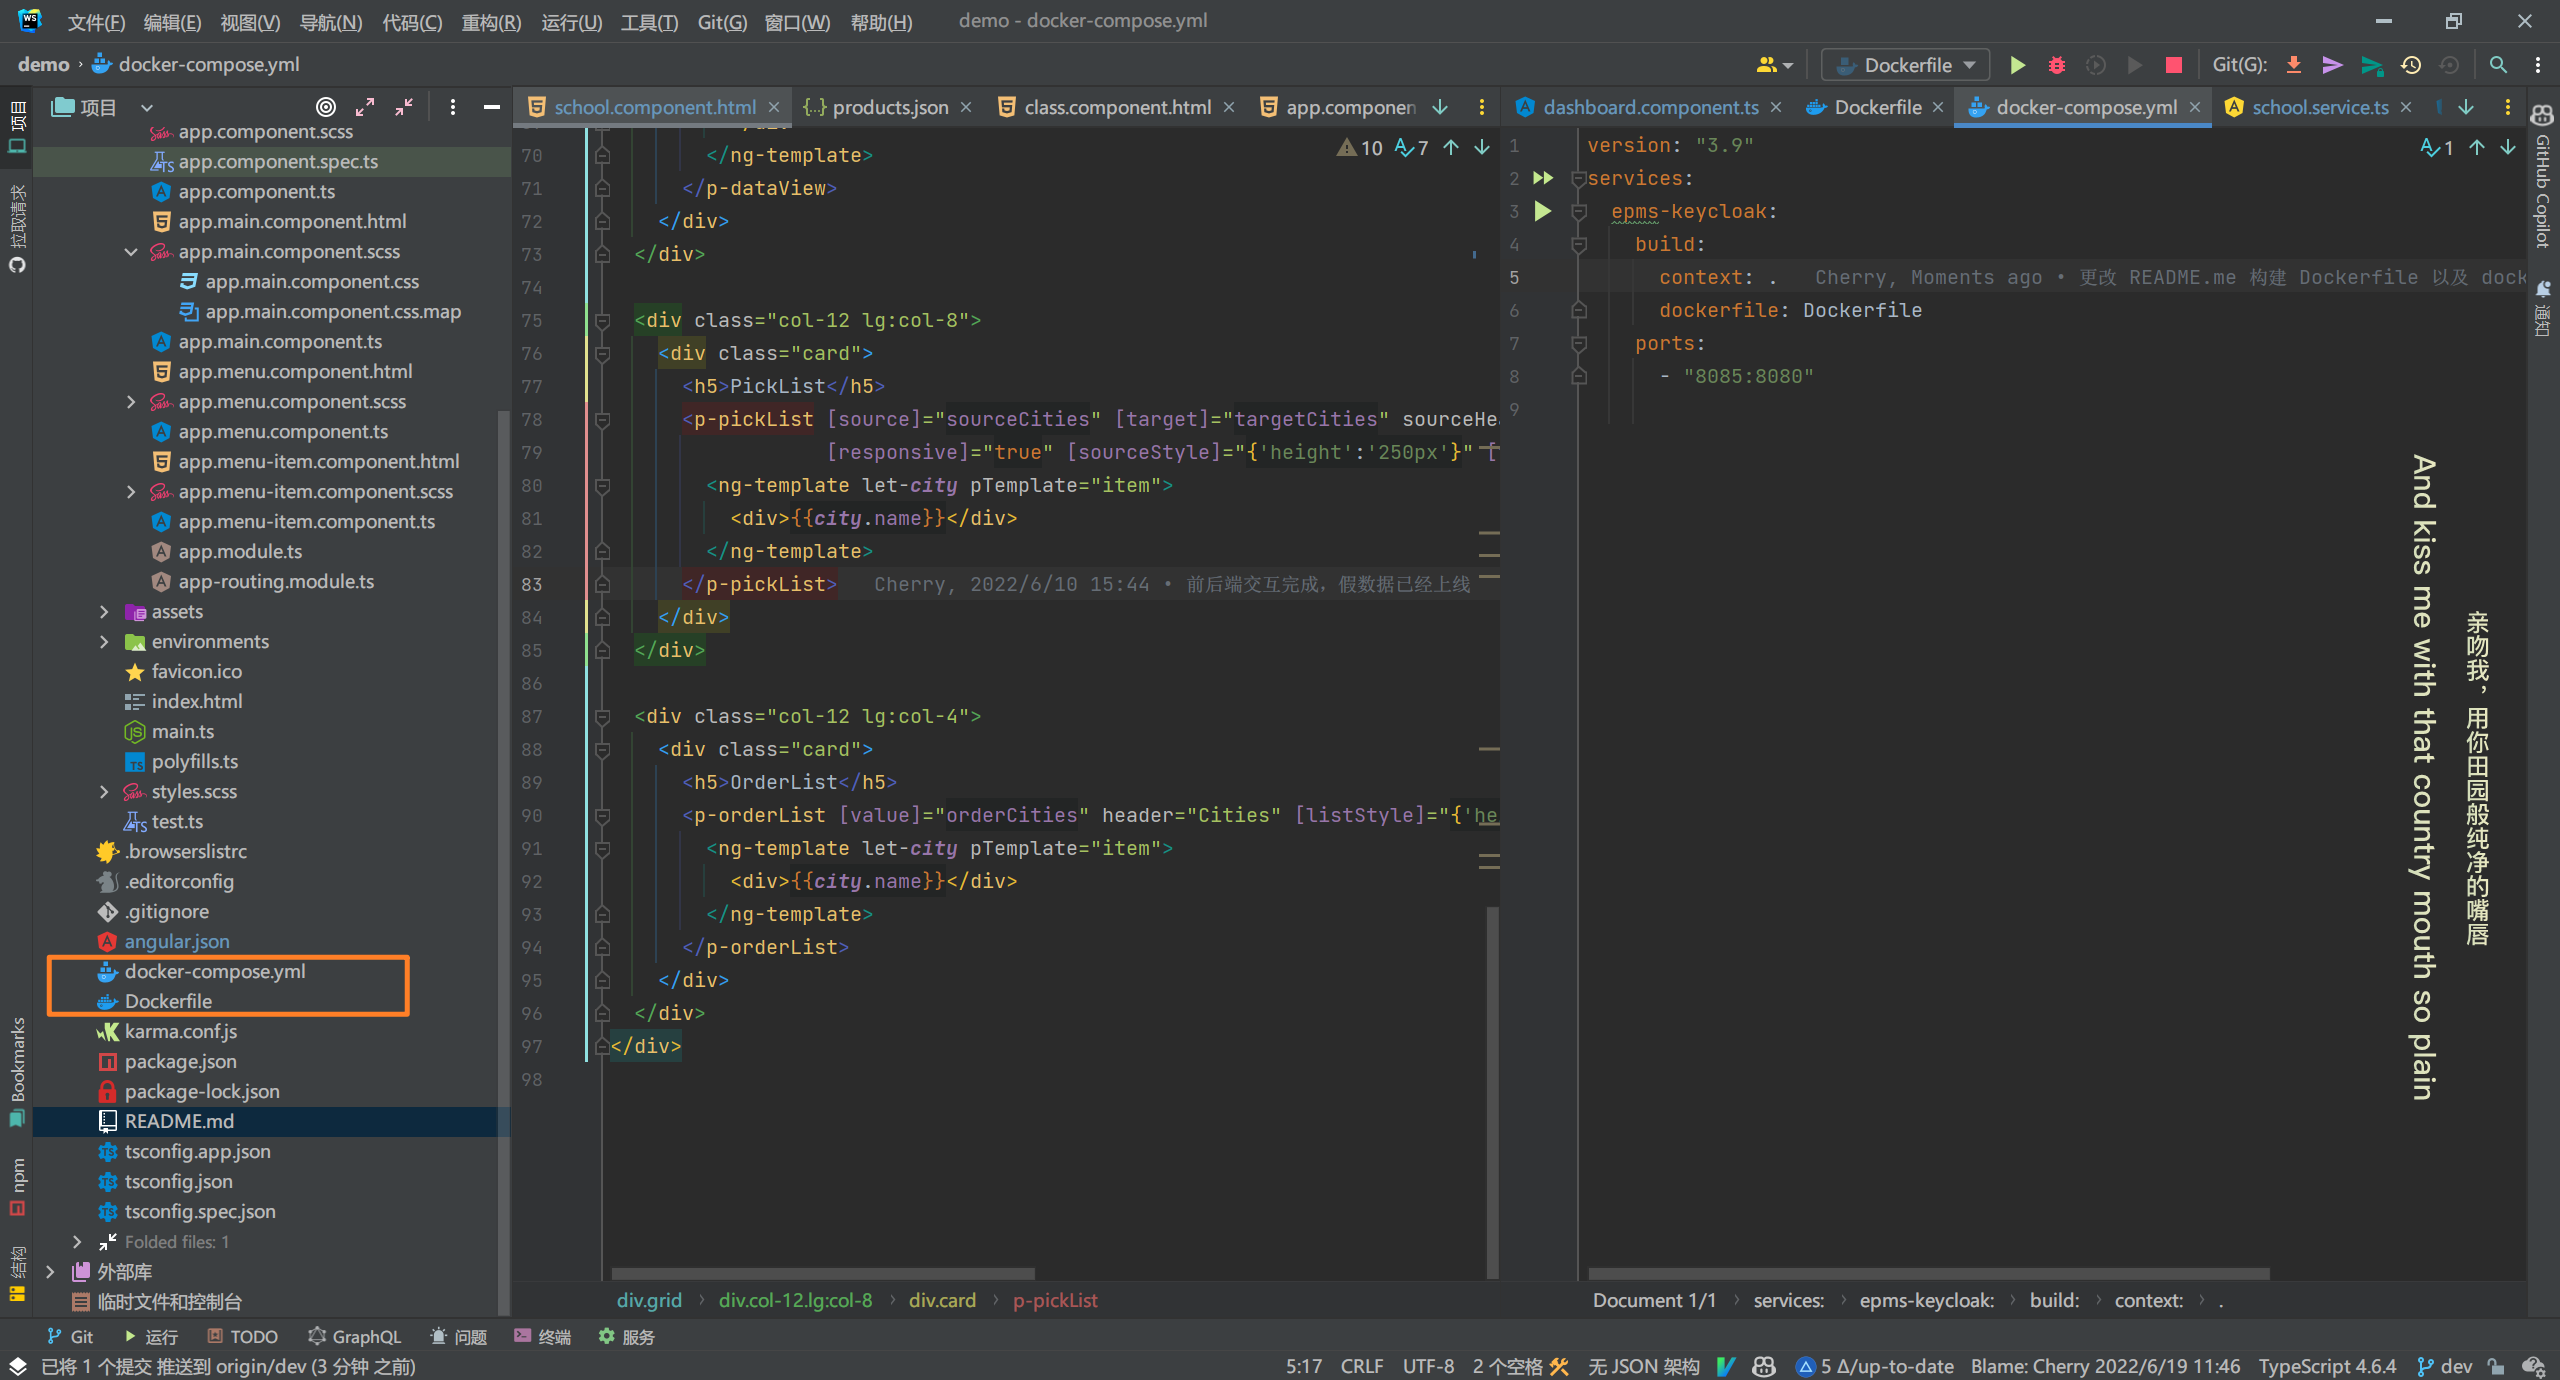 文件(F) 编辑(E) 视图(V) 导航(N) 代码(C) 重构(R) 运行(U) 工具(T) Git(G) 窗口(W) 帮助(H) demo - docker-compose.yml
demo › docker-compose.yml
Dockerfile
Git(G):
项目
school.component.html
products.json
class.component.html
app.componen
dashboard.component.ts
Dockerfile
docker-compose.yml
school.service.ts
项目
拉取请求
Bookmarks
npm
结构
app.component.scss
app.component.spec.ts
app.component.ts
app.main.component.html
app.main.component.scss
app.main.component.css
app.main.component.css.map
app.main.component.ts
app.menu.component.html
app.menu.component.scss
app.menu.component.ts
app.menu-item.component.html
app.menu-item.component.scss
app.menu-item.component.ts
app.module.ts
app-routing.module.ts
assets
environments
favicon.ico
index.html
main.ts
polyfills.ts
styles.scss
test.ts
.browserslistrc
.editorconfig
.gitignore
angular.json
docker-compose.yml
Dockerfile
karma.conf.js
package.json
package-lock.json
README.md
tsconfig.app.json
tsconfig.json
tsconfig.spec.json
Folded files: 1
外部库
临时文件和控制台
10 7
70 </ng-template>
71 </p-dataView>
72 </div>
73 </div>
74
75 <div class="col-12 lg:col-8">
76 <div class="card">
77 <h5>PickList</h5>
78 <p-pickList [source]="sourceCities" [target]="targetCities" sourceHea
79 [responsive]="true" [sourceStyle]="{'height':'250px'}" [
80 <ng-template let-city pTemplate="item">
81 <div>{{city.name}}</div>
82 </ng-template>
83 </p-pickList> Cherry, 2022/6/10 15:44 • 前后端交互完成，假数据已经上线
84 </div>
85 </div>
86
87 <div class="col-12 lg:col-4">
88 <div class="card">
89 <h5>OrderList</h5>
90 <p-orderList [value]="orderCities" header="Cities" [listStyle]="{'he
91 <ng-template let-city pTemplate="item">
92 <div>{{city.name}}</div>
93 </ng-template>
94 </p-orderList>
95 </div>
96 </div>
97 </div>
98
div.grid › div.col-12.lg:col-8 › div.card › p-pickList
1
1 version: "3.9"
2 services:
3 epms-keycloak:
4 build:
5 context: . Cherry, Moments ago • 更改 README.me 构建 Dockerfile 以及 dock
6 dockerfile: Dockerfile
7 ports:
8 - "8085:8080"
9
And kiss me with that country mouth so plain
亲吻我，用你田园般纯净的嘴唇
Document 1/1 › services: › epms-keycloak: › build: › context: › .
GitHub Copilot
通知
Git 运行 TODO GraphQL 问题 终端 服务
已将 1 个提交 推送到 origin/dev (3 分钟 之前)
5:17 CRLF UTF-8 2 个空格 无 JSON 架构 5 Δ/up-to-date Blame: Cherry 2022/6/19 11:46 TypeScript 4.6.4 dev